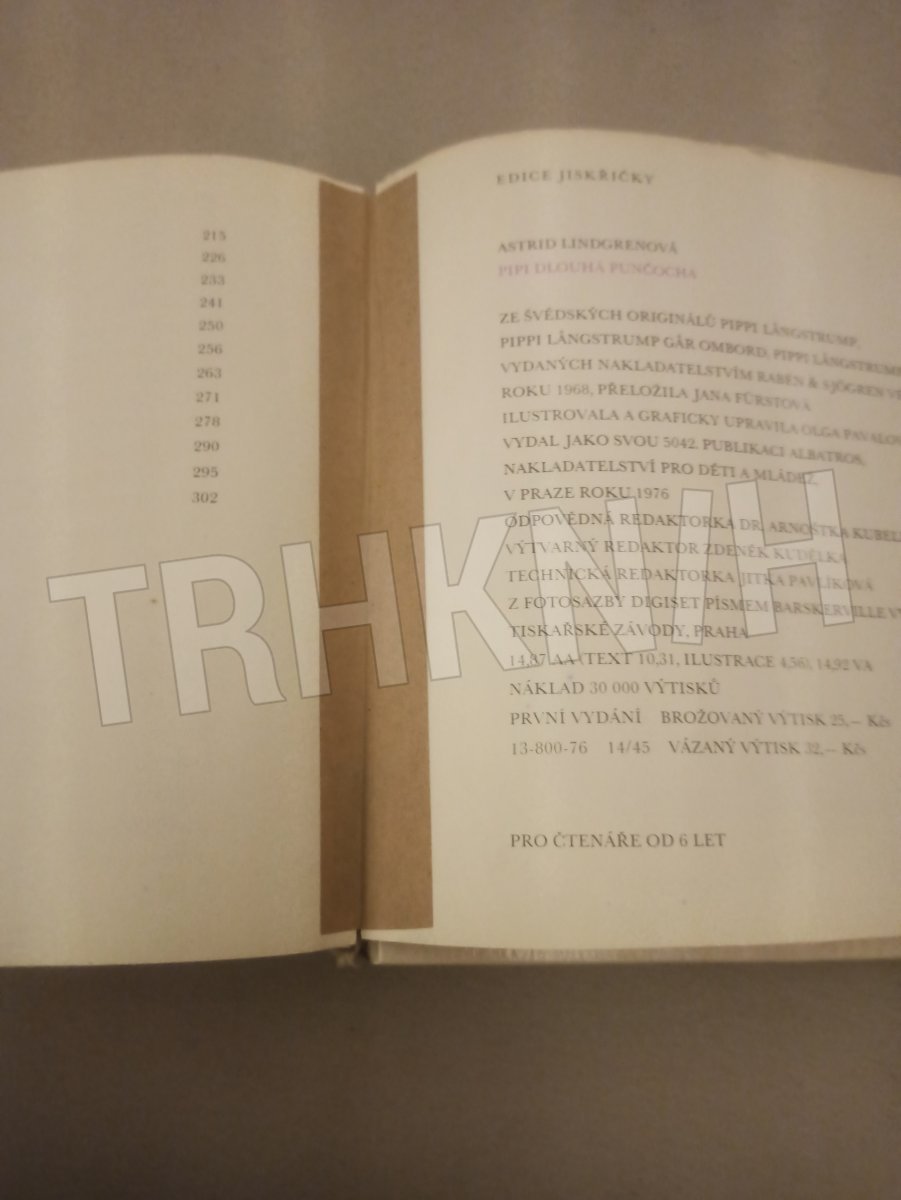 215
226
233
241
250
256
263
271
278
290
295
302
EDICE JISKŘIČKY
ASTRID LINDGRENOVÁ
PIPI DLOUHÁ PUNČOCHA
ZE ŠVÉDSKÝCH ORIGINÁLŮ PIPPI LÅNGSTRUMP,
PIPPI LÅNGSTRUMP GÅR OMBORD, PIPPI LÅNGSTRUMP
VYDANÝCH NAKLADATELSTVÍM RABÉN & SJÖGREN
ROKU 1968, PŘELOŽILA JANA FÜRSTOVÁ
ILUSTROVALA A GRAFICKY UPRAVILA OLGA
VYDAL JAKO SVOU 5042. PUBLIKACI ALBATROS,
NAKLADATELSTVÍ PRO DĚTI A MLÁDEŽ,
V PRAZE ROKU 1976
ODPOVĚDNÁ REDAKTORKA DR. ARNOŠTKA
VÝTVARNÝ REDAKTOR ZDENĚK KUDĚLKA
TECHNICKÁ REDAKTORKA JITKA PAVLÍKOVÁ
Z FOTOSAZBY DIGISET PÍSMEM BARSKERVILLE
TISKAŘSKÉ ZÁVODY, PRAHA
14,87 AA (TEXT 10,31, ILUSTRACE 4,56), 14,92 VA
NÁKLAD 30 000 VÝTISKŮ
PRVNÍ VYDÁNÍ BROŽOVANÝ VÝTISK 25,– Kčs
13-800-76 14/45 VÁZANÝ VÝTISK 32,– Kčs
PRO ČTENÁŘE OD 6 LET
TRHKNIH